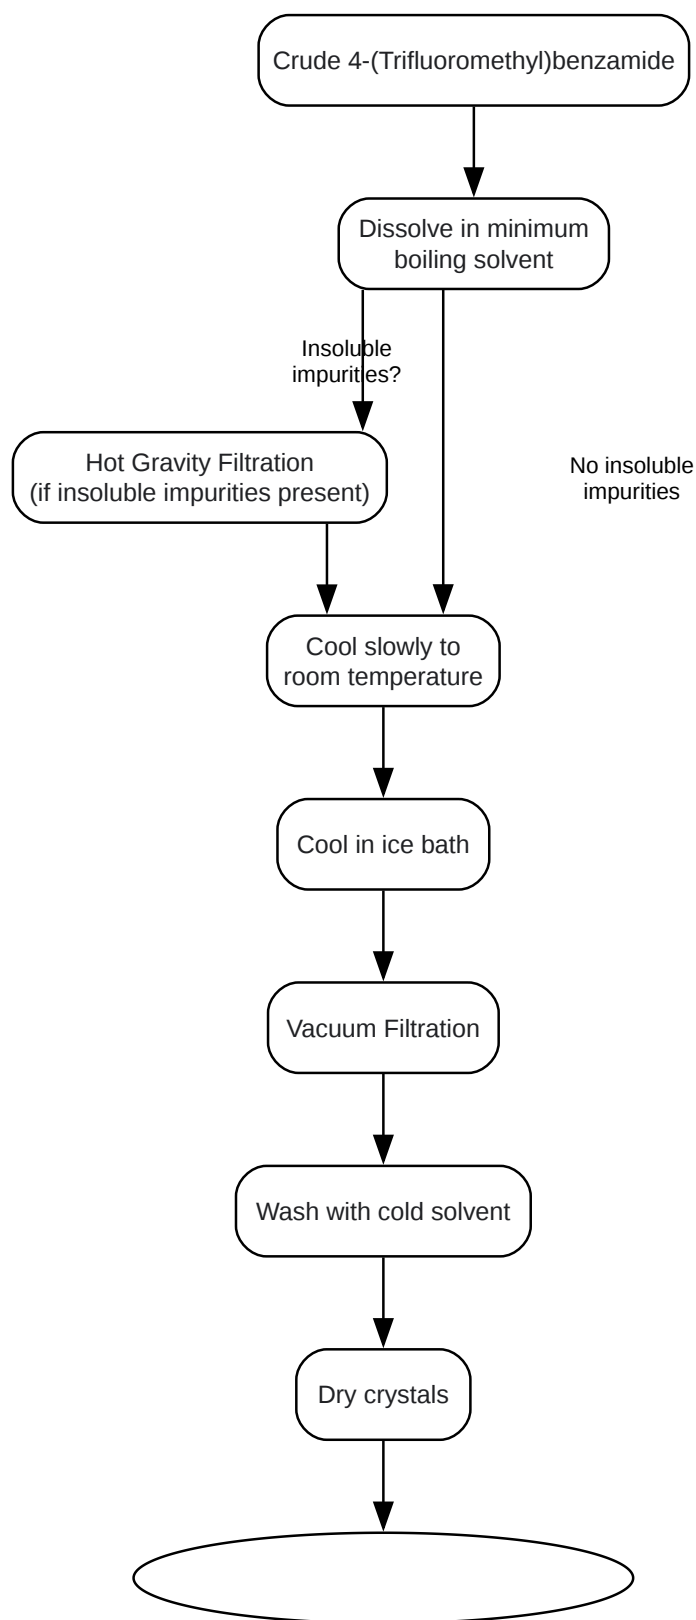 Crude 4-(Trifluoromethyl)benzamide
Dissolve in minimum
boiling solvent
Insoluble
impurities?
Hot Gravity Filtration
(if insoluble impurities present)
No insoluble
impurities
Cool slowly to
room temperature
Cool in ice bath
Vacuum Filtration
Wash with cold solvent
Dry crystals